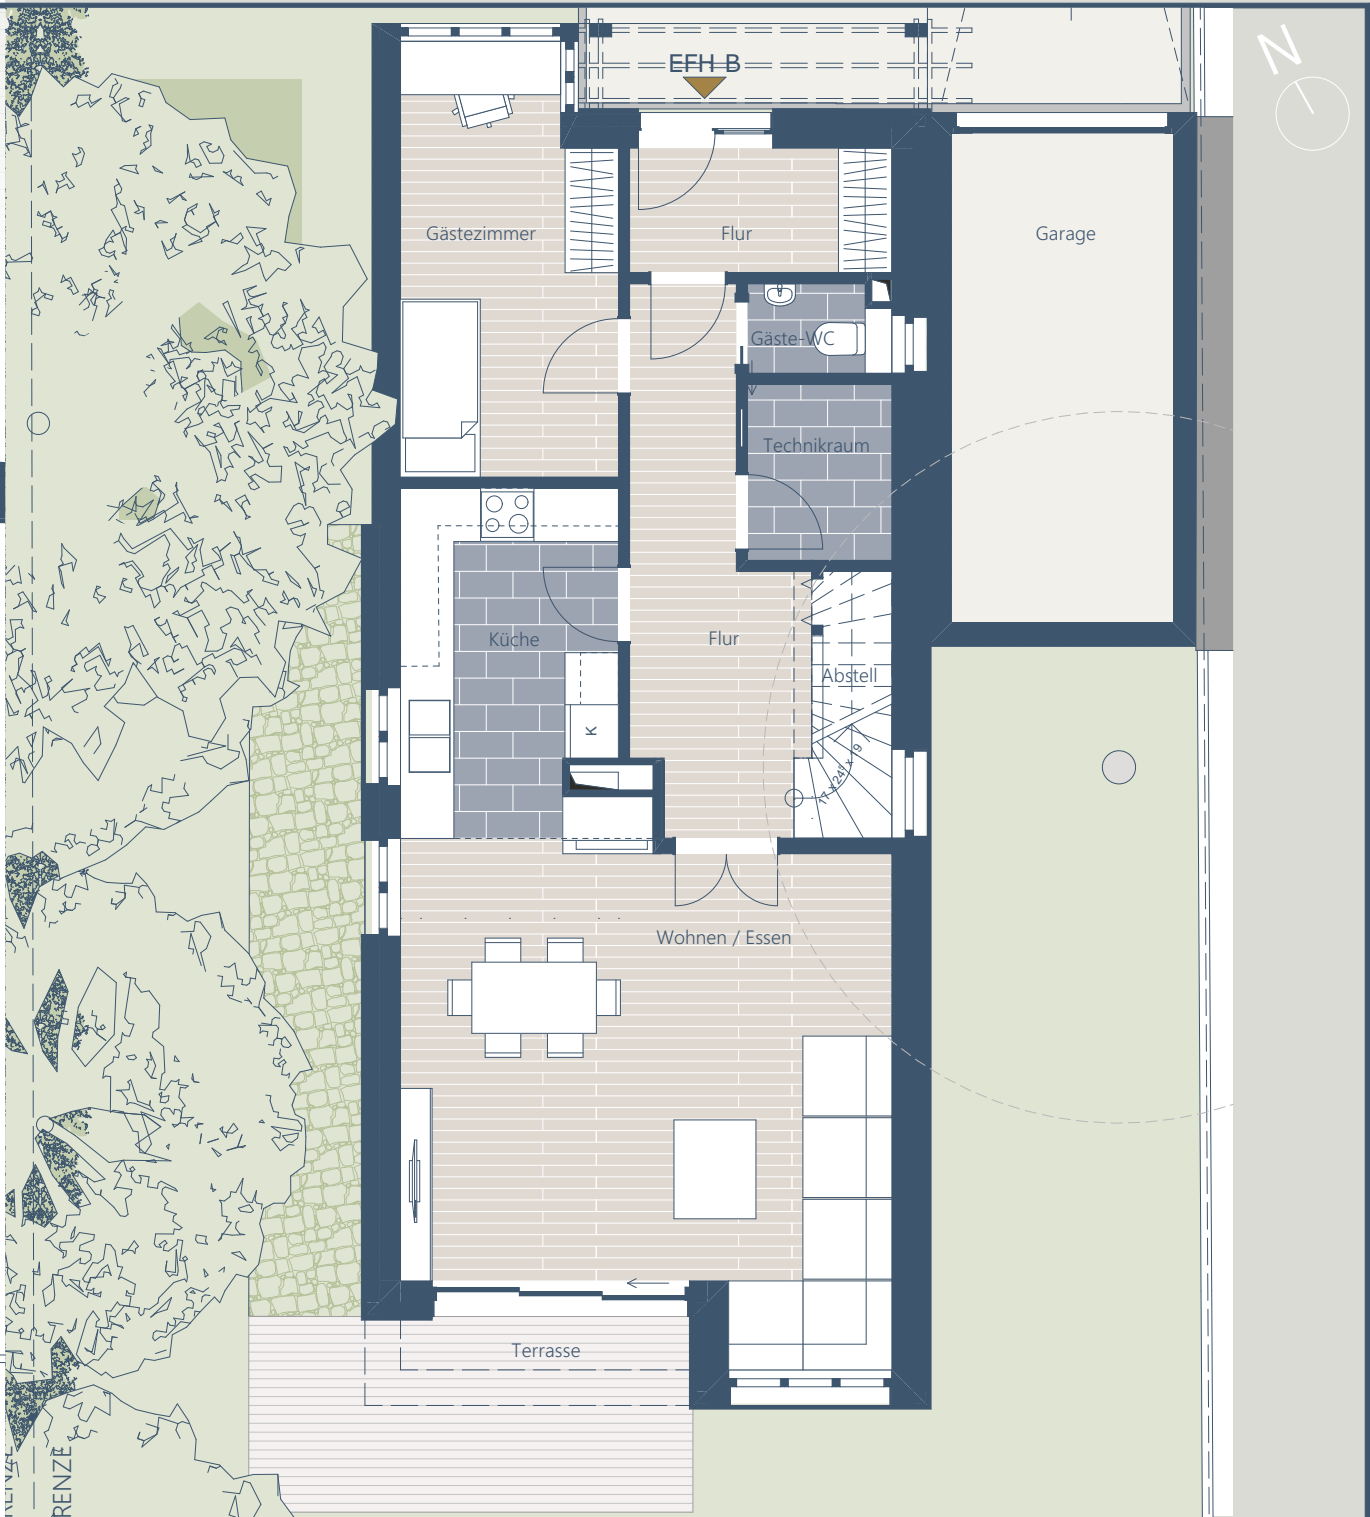 N
EFH B
Gästezimmer
Flur
Garage
Gäste-WC
Technikraum
Küche
Flur
Abstell
K
Wohnen / Essen
Terrasse
RENZE